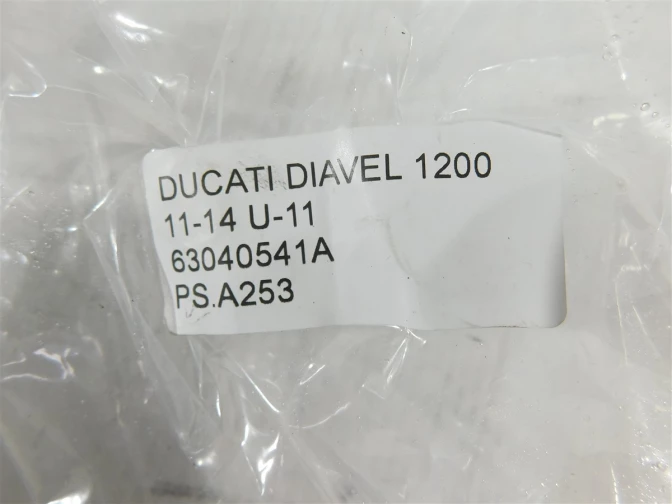 DUCATI DIAVEL 1200
11-14 U-11
63040541A
PS.A253